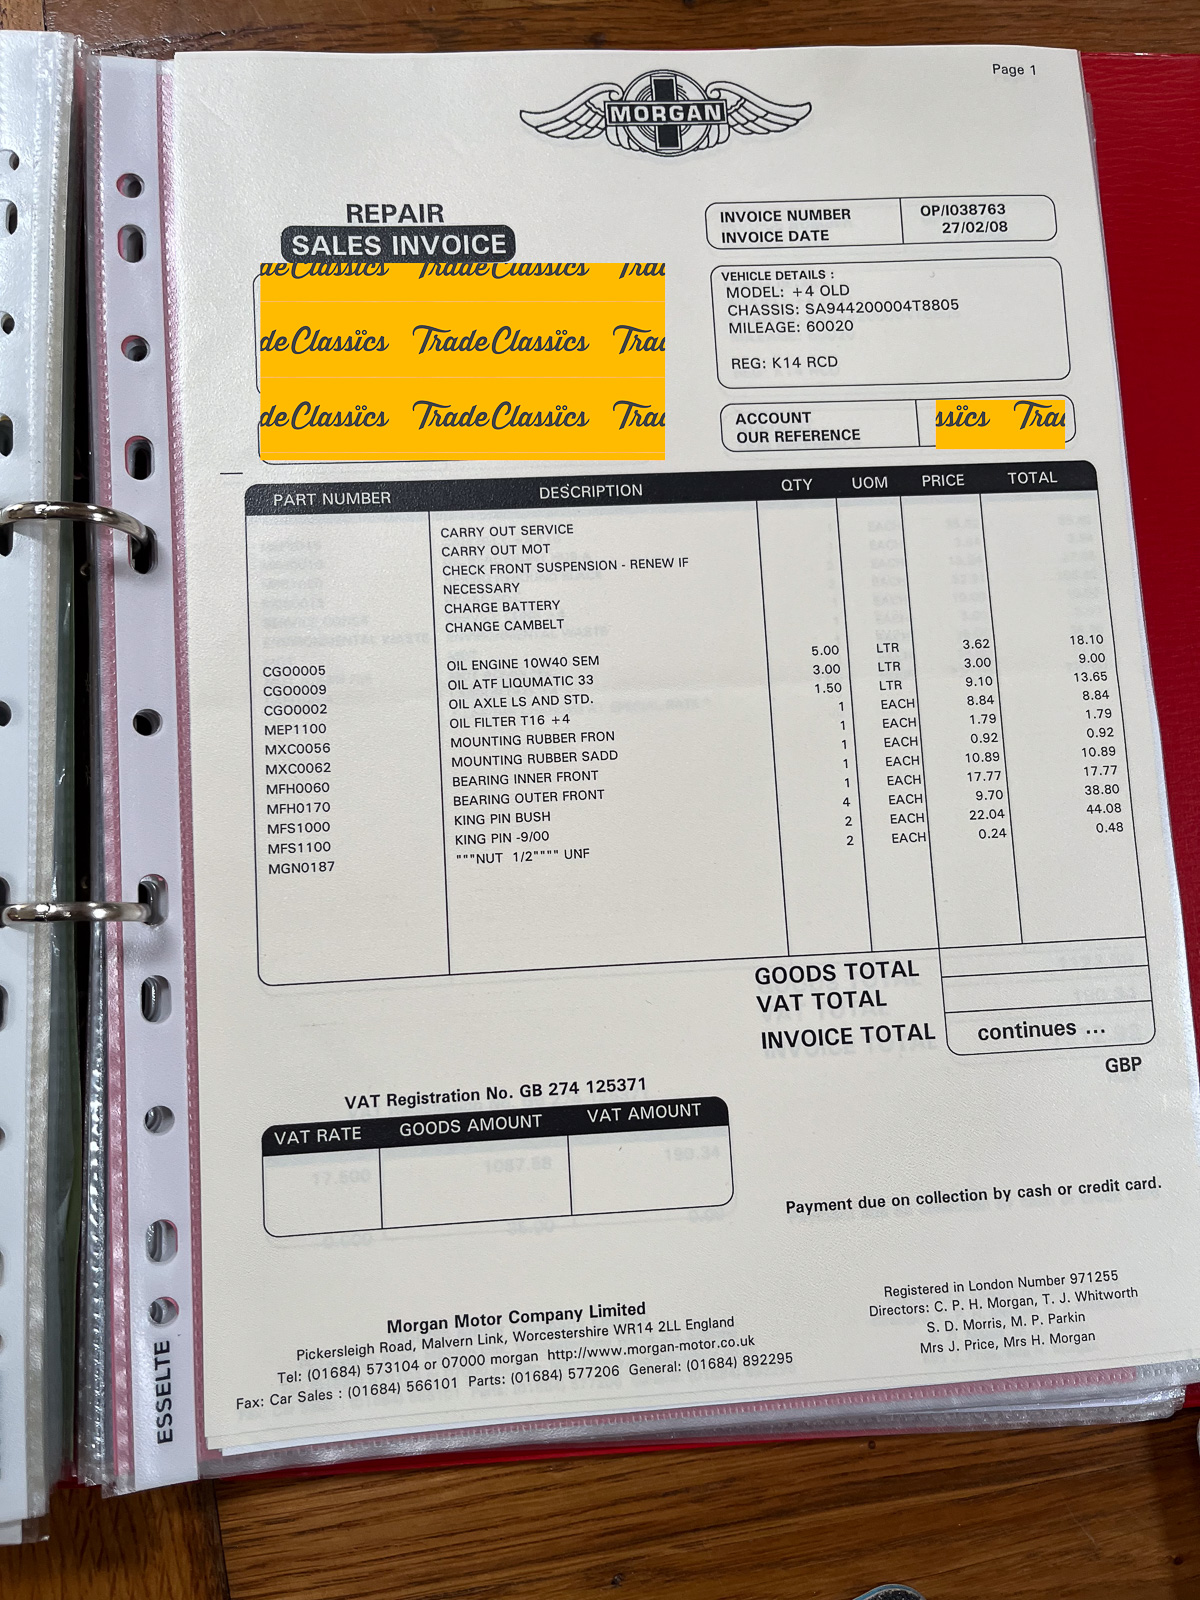 Page 1
MORGAN
REPAIR
SALES INVOICE
INVOICE NUMBER OP/I038763
INVOICE DATE 27/02/08
deClassics TradeClassics Trad
deClassics TradeClassics Trad
deClassics TradeClassics Trad
VEHICLE DETAILS :
MODEL: +4 OLD
CHASSIS: SA944200004T8805
MILEAGE: 60020
REG: K14 RCD
ACCOUNT
OUR REFERENCE
ssics Trad
PART NUMBER DESCRIPTION QTY UOM PRICE TOTAL
CARRY OUT SERVICE
CARRY OUT MOT
CHECK FRONT SUSPENSION - RENEW IF
NECESSARY
CHARGE BATTERY
CHANGE CAMBELT
CGO0005 OIL ENGINE 10W40 SEM 5.00 LTR 3.62 18.10
CGO0009 OIL ATF LIQUMATIC 33 3.00 LTR 3.00 9.00
CGO0002 OIL AXLE LS AND STD. 1.50 LTR 9.10 13.65
MEP1100 OIL FILTER T16 +4 1 EACH 8.84 8.84
MXC0056 MOUNTING RUBBER FRON 1 EACH 1.79 1.79
MXC0062 MOUNTING RUBBER SADD 1 EACH 0.92 0.92
MFH0060 BEARING INNER FRONT 1 EACH 10.89 10.89
MFH0170 BEARING OUTER FRONT 1 EACH 17.77 17.77
MFS1000 KING PIN BUSH 4 EACH 9.70 38.80
MFS1100 KING PIN -9/00 2 EACH 22.04 44.08
MGN0187 """NUT 1/2"""" UNF 2 EACH 0.24 0.48
GOODS TOTAL
VAT TOTAL
INVOICE TOTAL continues ...
GBP
VAT Registration No. GB 274 125371
VAT RATE GOODS AMOUNT VAT AMOUNT
Payment due on collection by cash or credit card.
Morgan Motor Company Limited
Pickersleigh Road, Malvern Link, Worcestershire WR14 2LL England
Tel: (01684) 573104 or 07000 morgan http://www.morgan-motor.co.uk
Fax: Car Sales : (01684) 566101 Parts: (01684) 577206 General: (01684) 892295
Registered in London Number 971255
Directors: C. P. H. Morgan, T. J. Whitworth
S. D. Morris, M. P. Parkin
Mrs J. Price, Mrs H. Morgan
ESSELTE